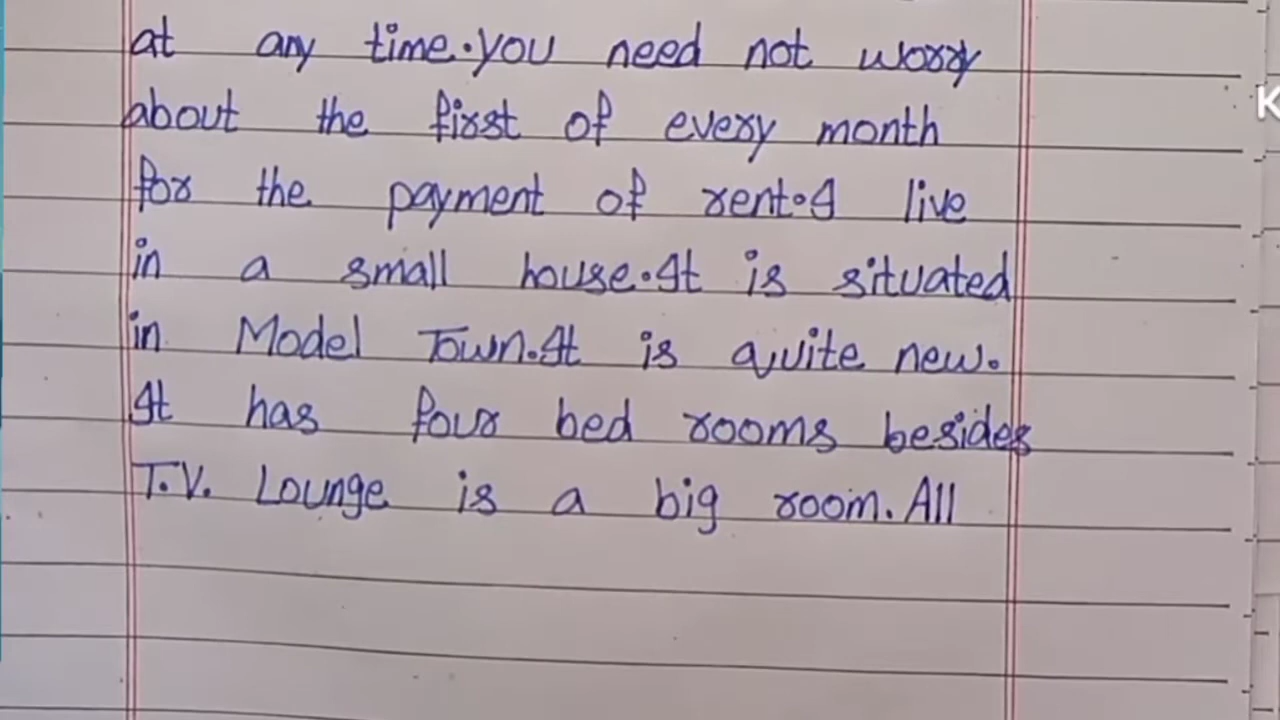 at any time.you need not worry
about the first of every month
for the payment of rent.I live
in a small house.It is situated
in Model Town.It is quite new.
It has four bed rooms besides
T.V. Lounge is a big room. All
K